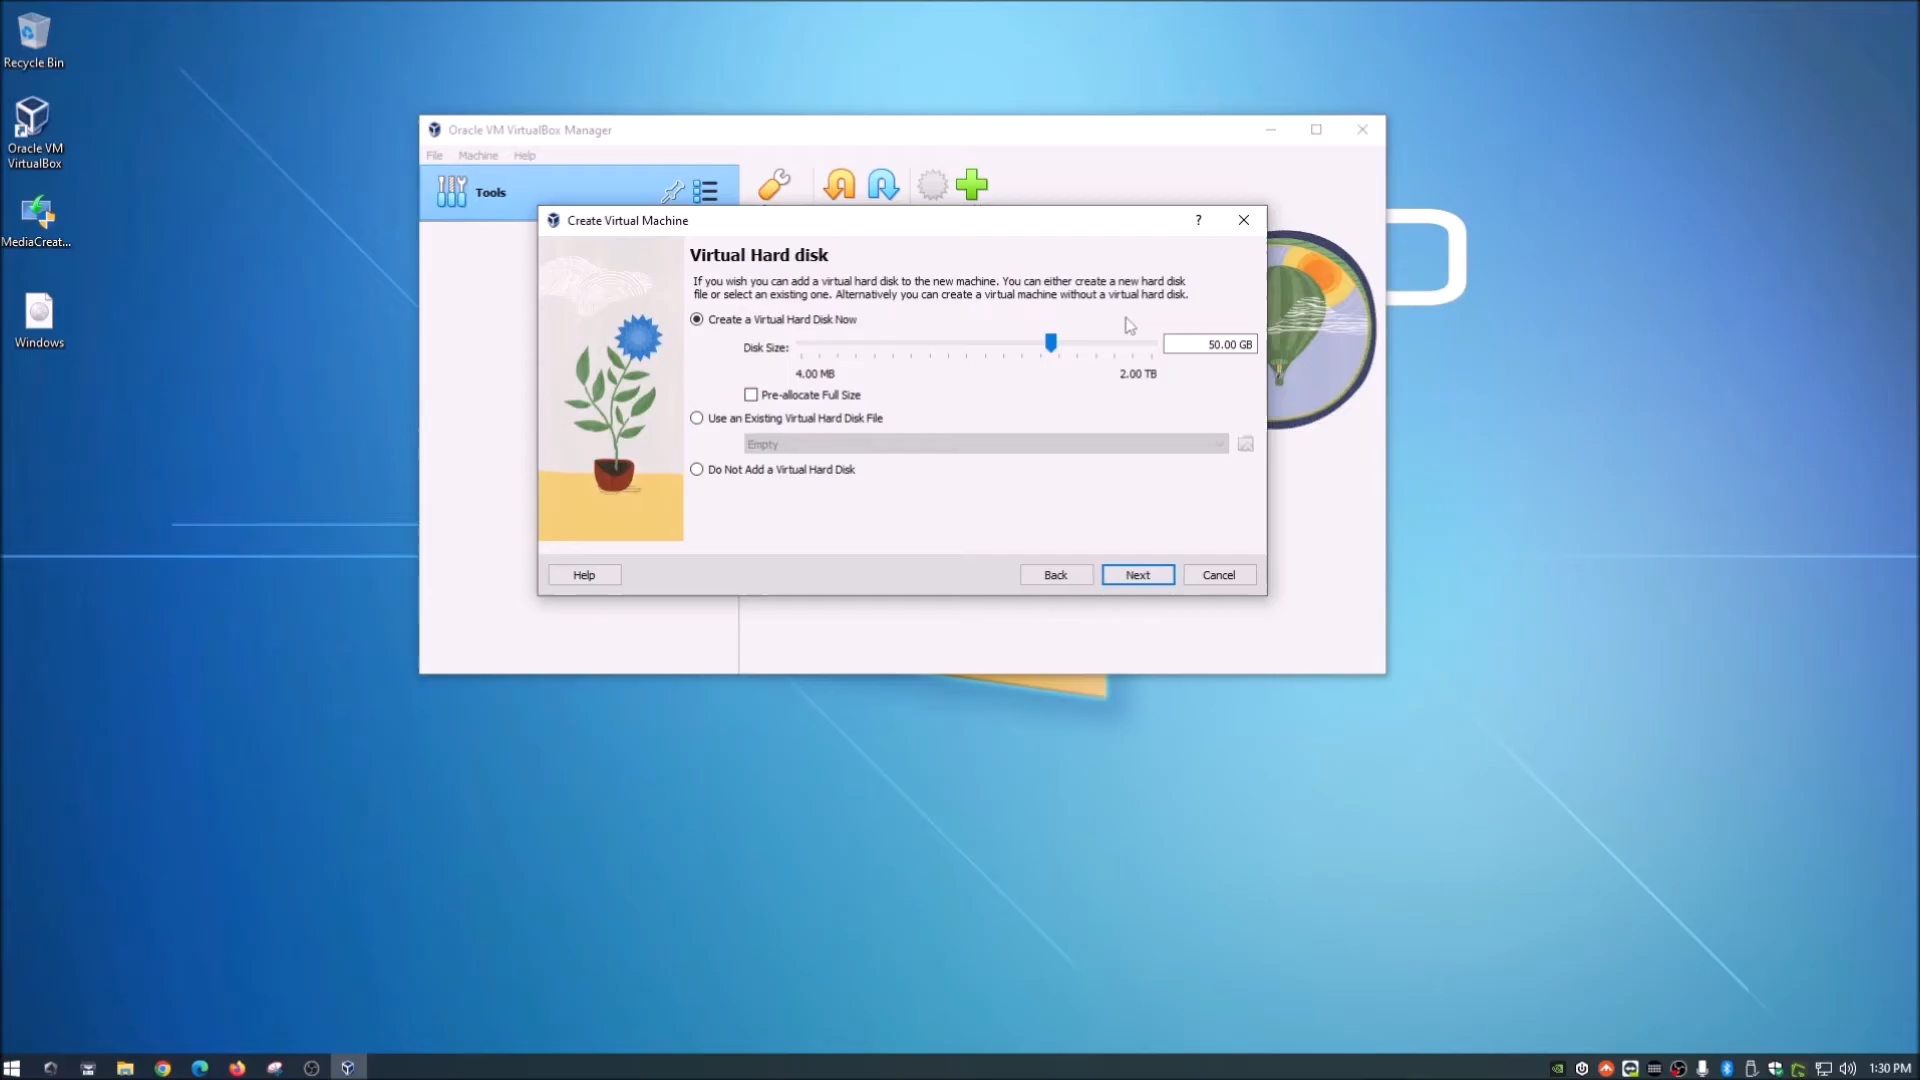 Recycle Bin
Oracle VM
VirtualBox
MediaCreat...
Windows
Oracle VM VirtualBox Manager
File Machine Help
Tools
Create Virtual Machine
?
Virtual Hard disk
If you wish you can add a virtual hard disk to the new machine. You can either create a new hard disk
file or select an existing one. Alternatively you can create a virtual machine without a virtual hard disk.
Create a Virtual Hard Disk Now
Disk Size:
50.00 GB
4.00 MB 2.00 TB
Pre-allocate Full Size
Use an Existing Virtual Hard Disk File
Empty
Do Not Add a Virtual Hard Disk
Help Back Next Cancel
1:30 PM